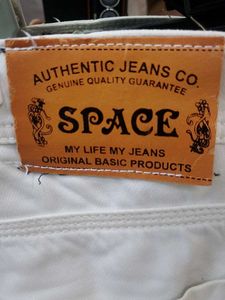 AUTHENTIC JEANS CO.
GENUINE QUALITY GUARANTEE
SPACE
MY LIFE MY JEANS
ORIGINAL BASIC PRODUCTS